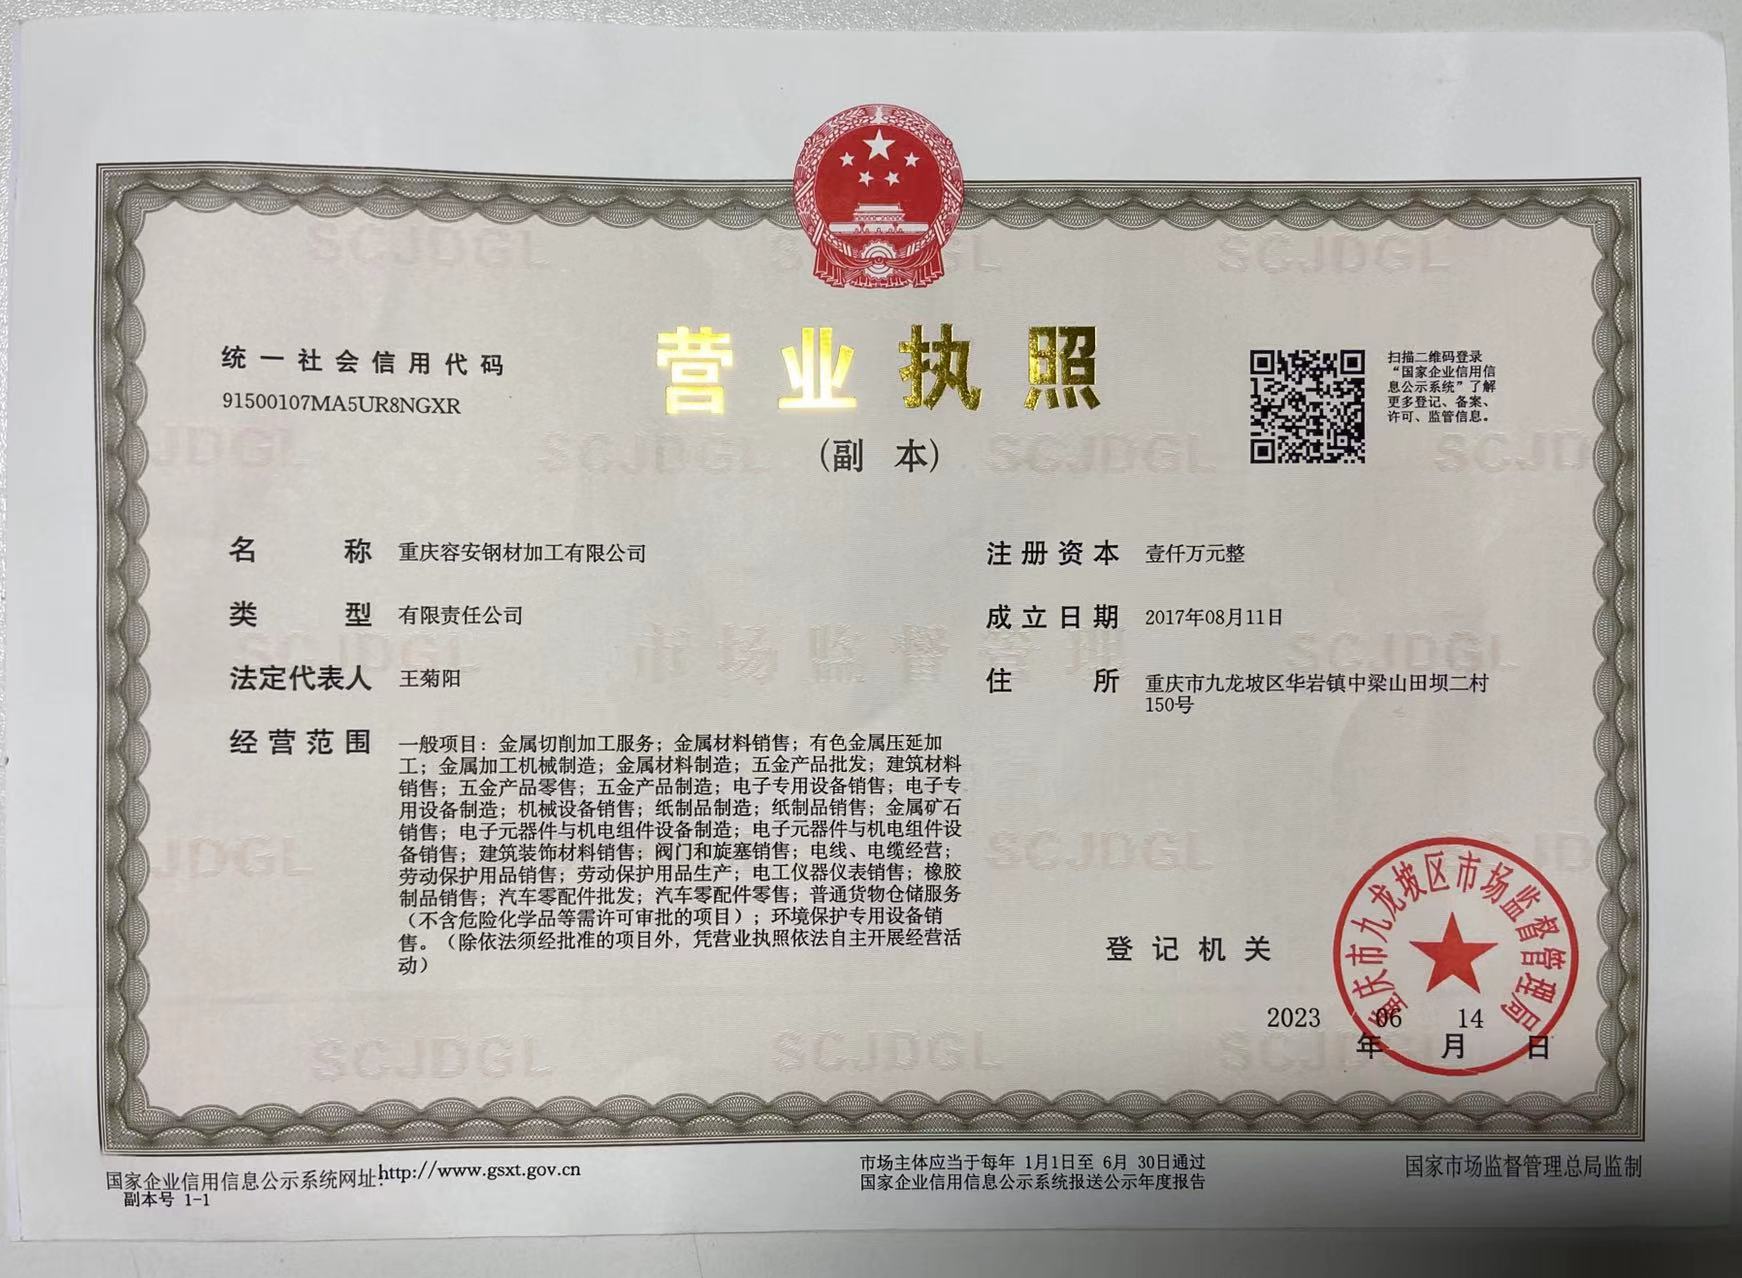 统一社会信用代码
91500107MA5UR8NGXR
营业执照
(副 本)
扫描二维码登录
“国家企业信用信
息公示系统”了解
更多登记、备案、
许可、监管信息。
名 称 重庆容安钢材加工有限公司
类 型 有限责任公司
法定代表人 王菊阳
经营范围 一般项目：金属切削加工服务；金属材料销售；有色金属压延加
工；金属加工机械制造；金属材料制造；五金产品批发；建筑材料
销售；五金产品零售；五金产品制造；电子专用设备销售；电子专
用设备制造；机械设备销售；纸制品制造；纸制品销售；金属矿石
销售；电子元器件与机电组件设备制造；电子元器件与机电组件设
备销售；建筑装饰材料销售；阀门和旋塞销售；电线、电缆经营；
劳动保护用品销售；劳动保护用品生产；电工仪器仪表销售；橡胶
制品销售；汽车零配件批发；汽车零配件零售；普通货物仓储服务
（不含危险化学品等需许可审批的项目）；环境保护专用设备销
售。（除依法须经批准的项目外，凭营业执照依法自主开展经营活
动）
注册资本 壹仟万元整
成立日期 2017年08月11日
住 所 重庆市九龙坡区华岩镇中梁山田坝二村
150号
登记机关
重庆市九龙坡区市场监督管理局
2023 06 14
年 月 日
SCJDGL
市场监督管理
国家企业信用信息公示系统网址:http://www.gsxt.gov.cn
副本号 1-1
市场主体应当于每年 1月1日至 6月 30日通过
国家企业信用信息公示系统报送公示年度报告
国家市场监督管理总局监制